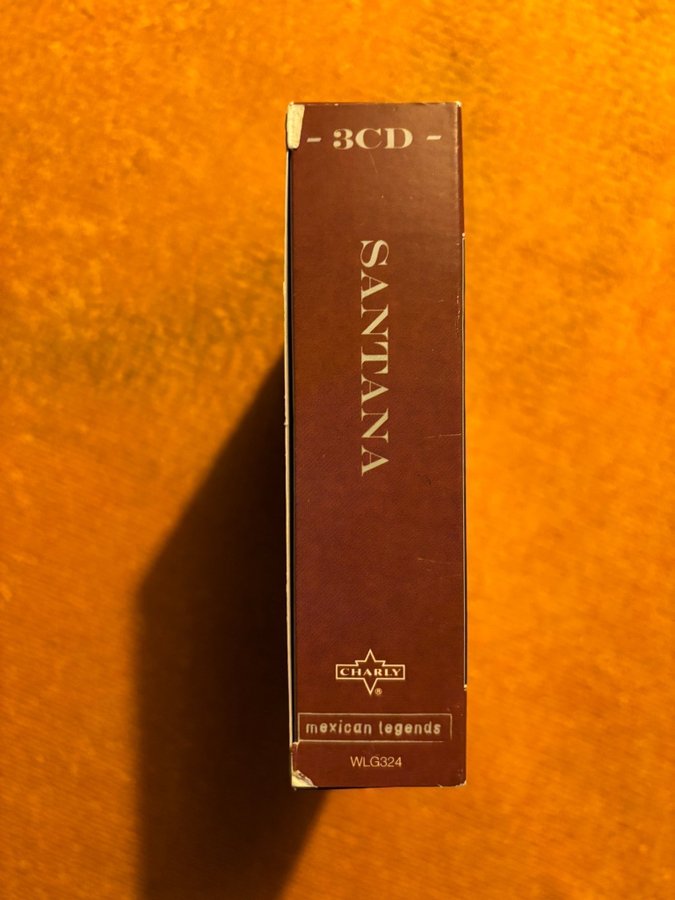 - 3CD -
SANTANA
CHARLY
®
mexican legends
WLG324